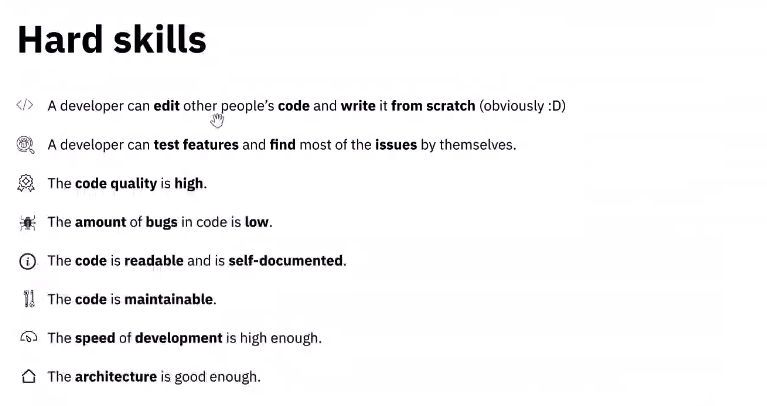 Hard skills
A developer can edit other people's code and write it from scratch (obviously :D)
A developer can test features and find most of the issues by themselves.
The code quality is high.
The amount of bugs in code is low.
The code is readable and is self-documented.
The code is maintainable.
The speed of development is high enough.
The architecture is good enough.